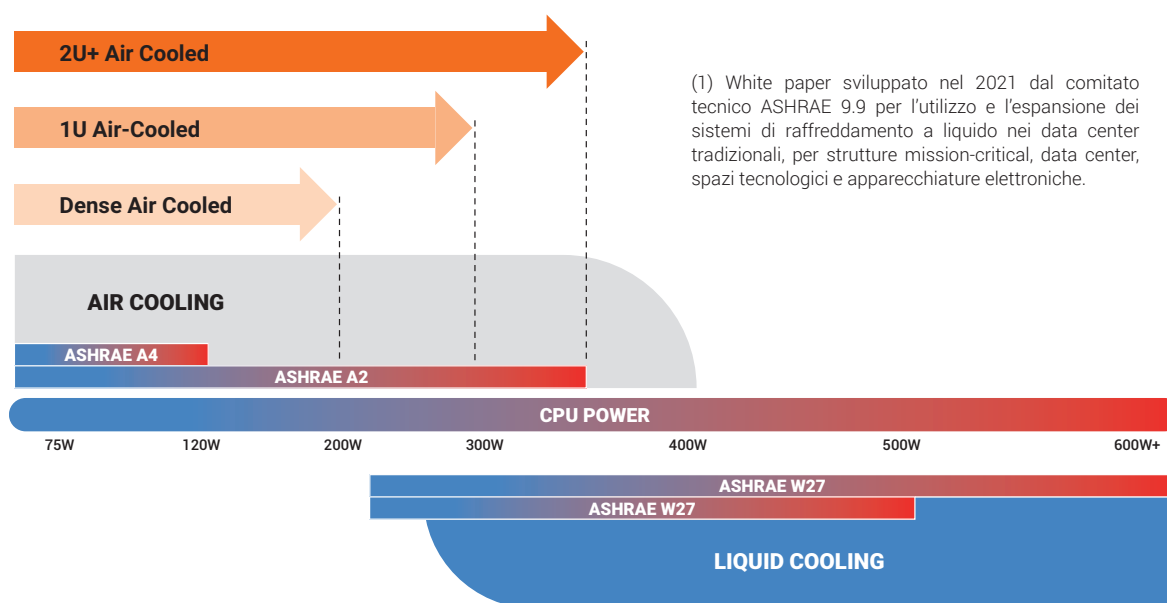 2U+ Air Cooled
(1) White paper sviluppato nel 2021 dal comitato
tecnico ASHRAE 9.9 per l’utilizzo e l’espansione dei
sistemi di raffreddamento a liquido nei data center
tradizionali, per strutture mission-critical, data center,
spazi tecnologici e apparecchiature elettroniche.
1U Air-Cooled
Dense Air Cooled
AIR COOLING
ASHRAE A4
ASHRAE A2
CPU POWER
75W 120W 200W 300W 400W 500W 600W+
ASHRAE W27
ASHRAE W27
LIQUID COOLING